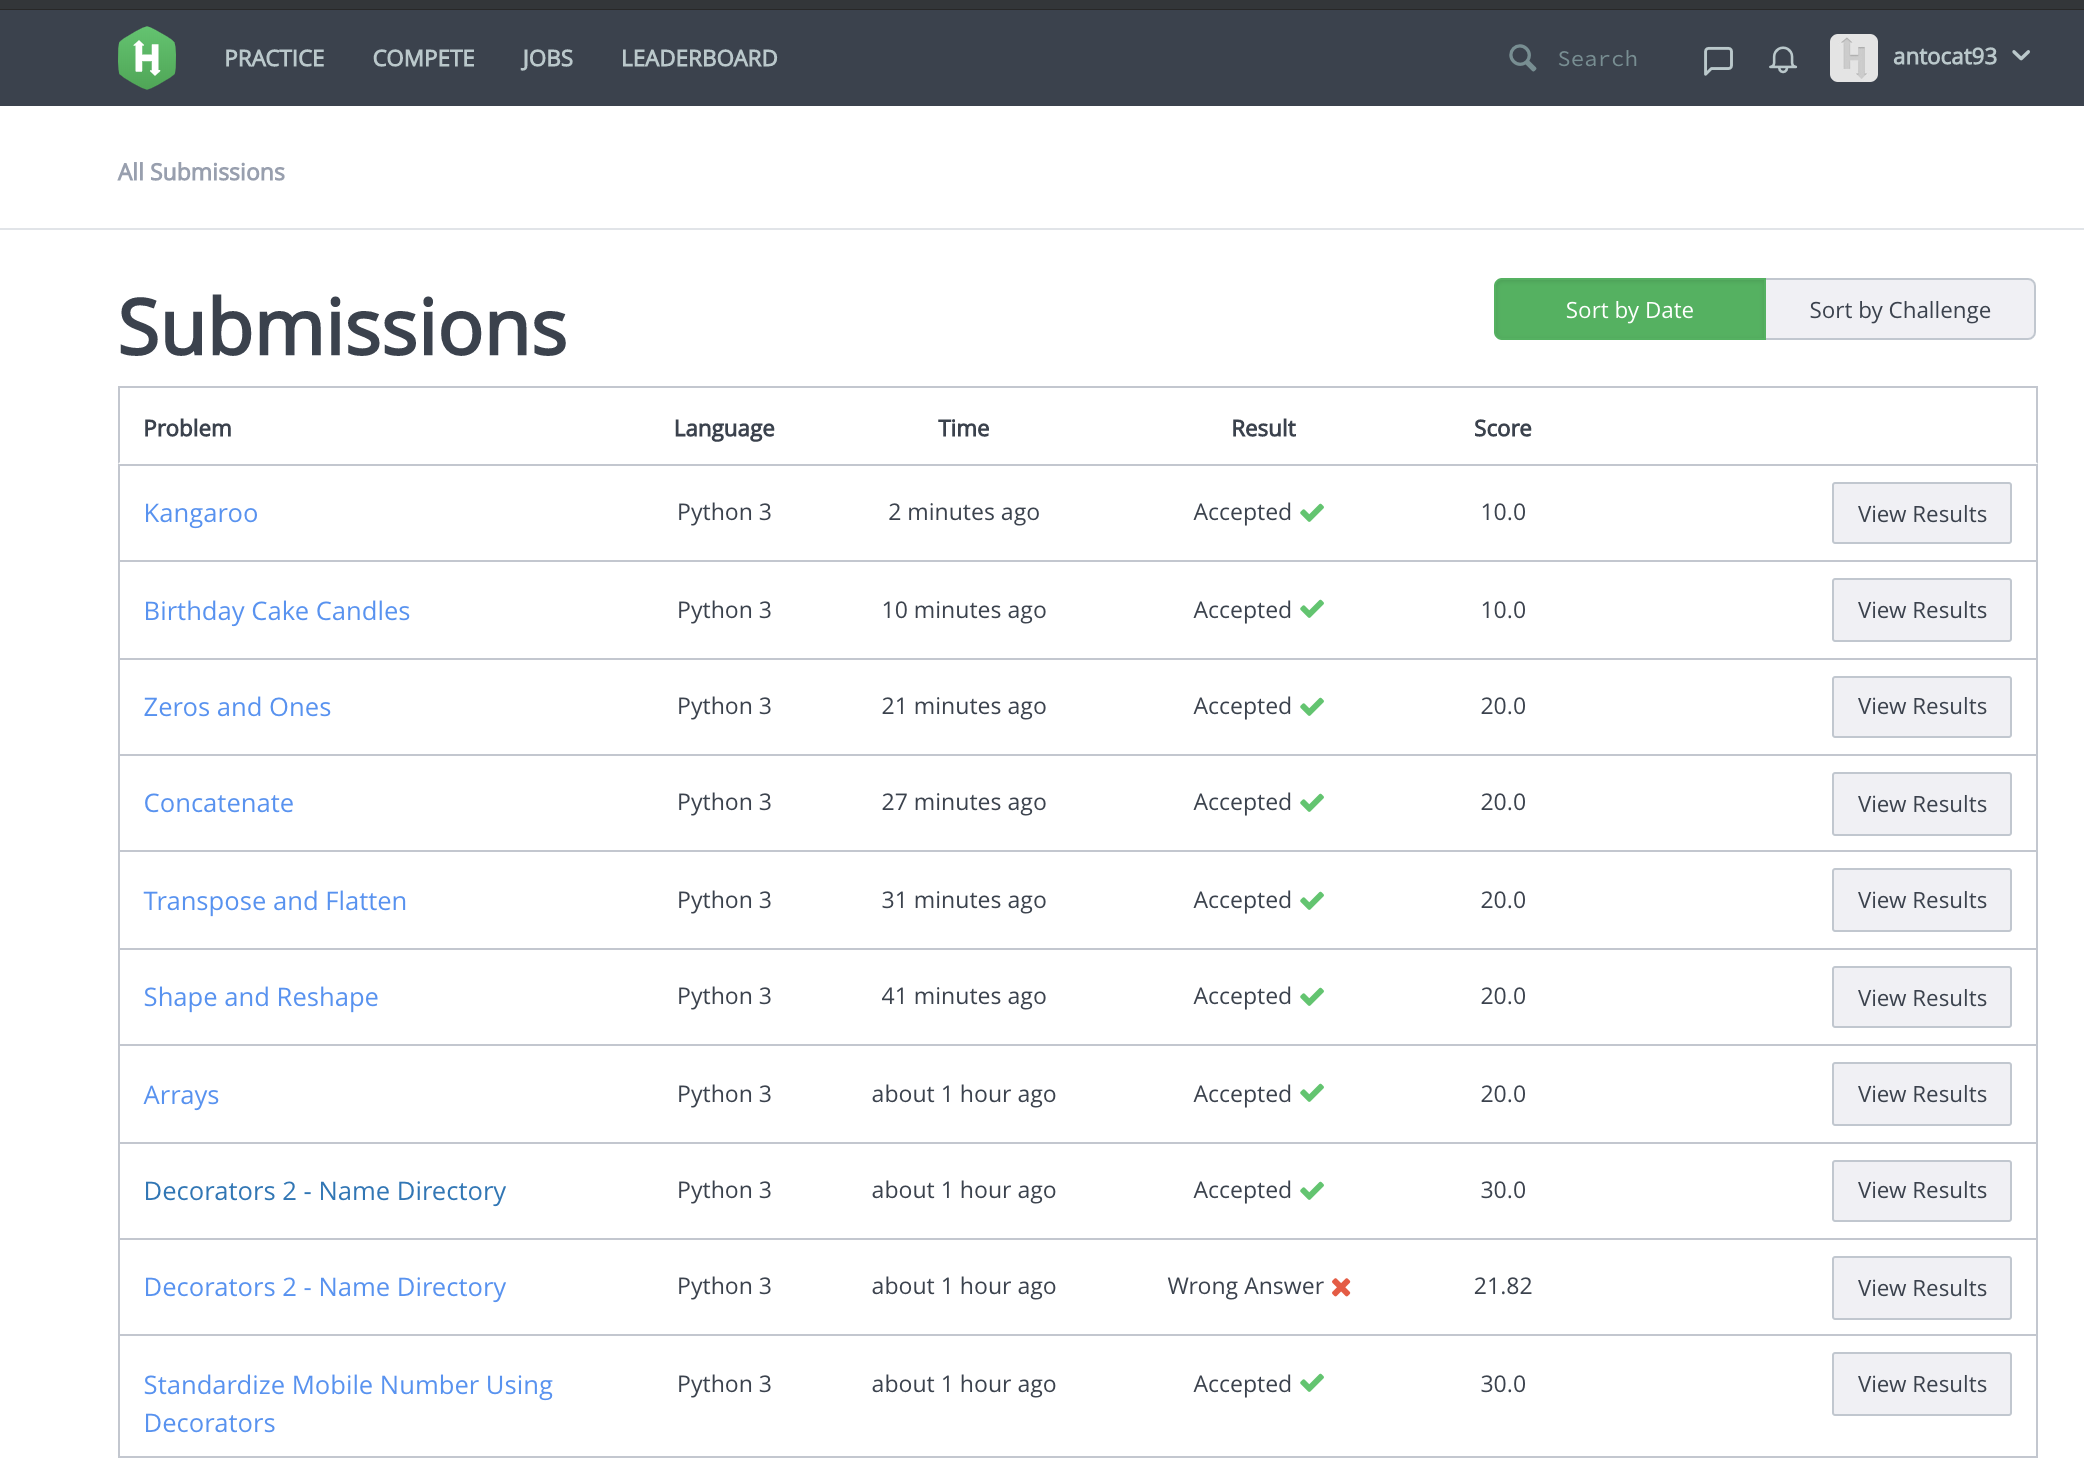 PRACTICE COMPETE JOBS LEADERBOARD Search antocat93
All Submissions
Submissions Sort by Date Sort by Challenge
Problem Language Time Result Score
Kangaroo Python 3 2 minutes ago Accepted 10.0 View Results
Birthday Cake Candles Python 3 10 minutes ago Accepted 10.0 View Results
Zeros and Ones Python 3 21 minutes ago Accepted 20.0 View Results
Concatenate Python 3 27 minutes ago Accepted 20.0 View Results
Transpose and Flatten Python 3 31 minutes ago Accepted 20.0 View Results
Shape and Reshape Python 3 41 minutes ago Accepted 20.0 View Results
Arrays Python 3 about 1 hour ago Accepted 20.0 View Results
Decorators 2 - Name Directory Python 3 about 1 hour ago Accepted 30.0 View Results
Decorators 2 - Name Directory Python 3 about 1 hour ago Wrong Answer 21.82 View Results
Standardize Mobile Number Using Python 3 about 1 hour ago Accepted 30.0 View Results
Decorators